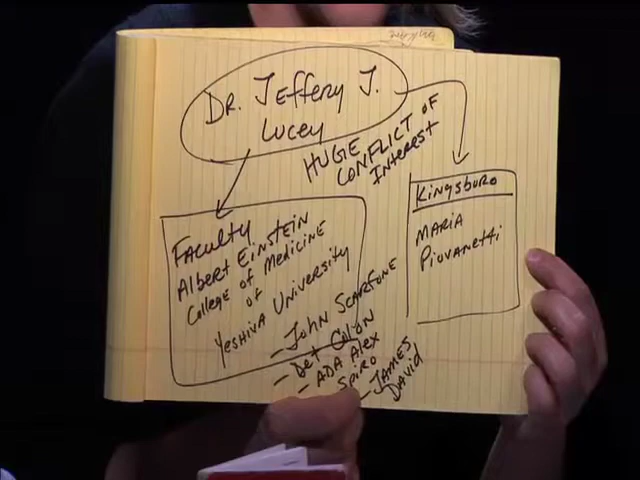 DR. Jeffery J.
Lucey
HUGE
CONFLICT OF
Interest
Kingsboro
MARIA
Piovanetti
Faculty
Albert Einstein
College of Medicine
of
Yeshiva University
- John Scarfone
- Det Colon
- ADA Alex
Spiro
- James
David